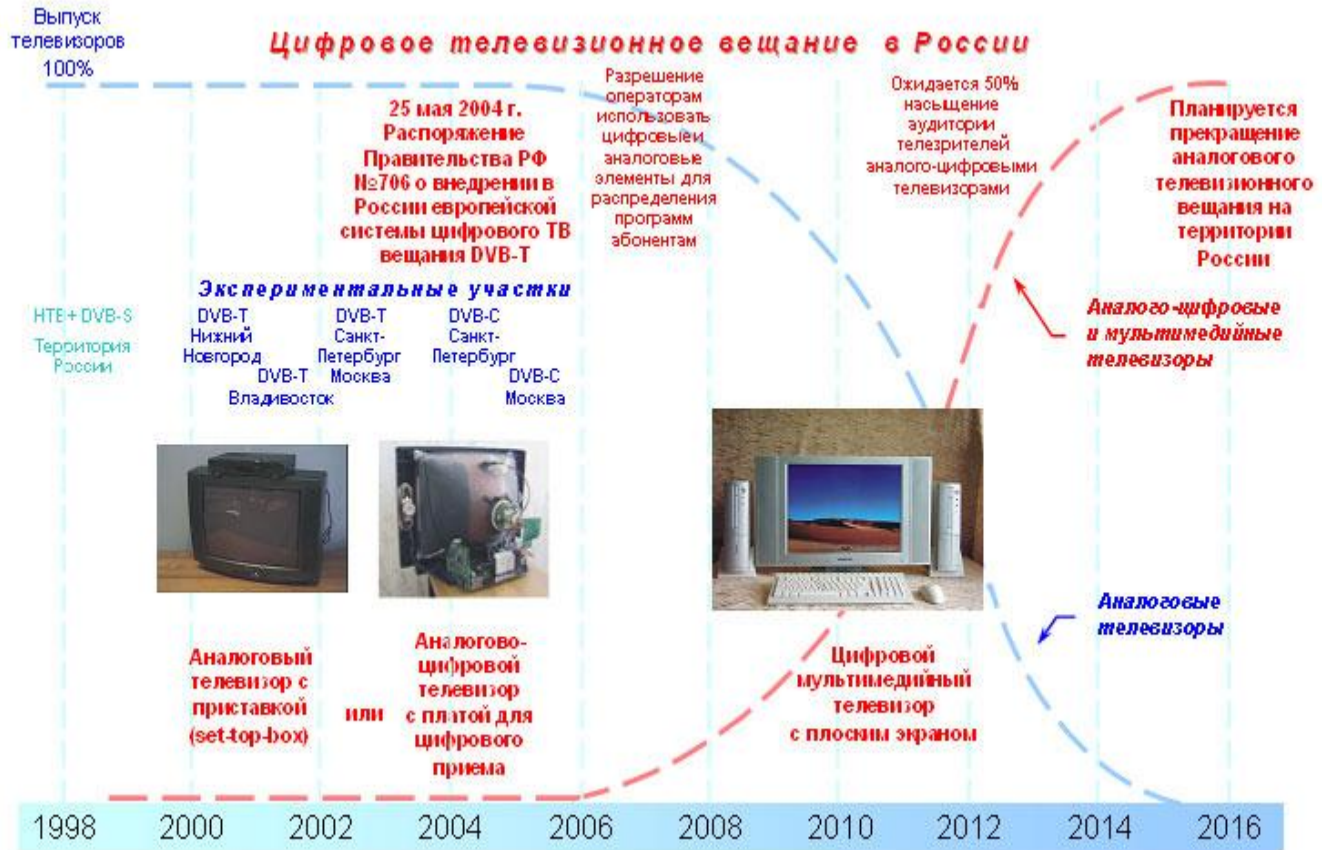 Выпуск
телевизоров
100%
Цифровое телевизионное вещание в России
25 мая 2004 г.
Распоряжение
Правительства РФ
№706 о внедрении в
России европейской
системы цифрового ТВ
вещания DVB-T
Разрешение
операторам
использовать
цифровые и
аналоговые
элементы для
распределения
программ
абонентам
Ожидается 50%
насыщение
аудитории
телезрителей
аналого-цифровыми
телевизорами
Планируется
прекращение
аналогового
телевизионного
вещания на
территории
России
Экспериментальные участки
НТВ+ DVB-S
Территория
России
DVB-T
Нижний
Новгород
DVB-T
Владивосток
DVB-T
Санкт-
Петербург
Москва
DVB-C
Санкт-
Петербург
DVB-C
Москва
Аналого-цифровые
и мультимедийные
телевизоры
Аналоговые
телевизоры
Аналоговый
телевизор с
приставкой
(set-top-box)
или
Аналогово-
цифровой
телевизор
с платой для
цифрового
приема
Цифровой
мультимедийный
телевизор
с плоским экраном
1998 2000 2002 2004 2006 2008 2010 2012 2014 2016